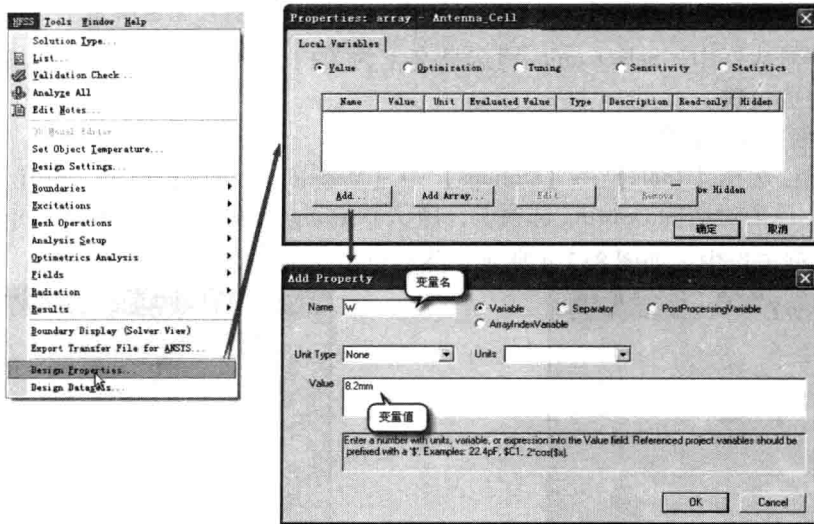 HFSS Tools Window Help
Solution Type...
List...
Validation Check...
Analyze All
Edit Notes...
3D Model Editor
Set Object Temperature...
Design Settings...
Boundaries
Excitations
Mesh Operations
Analysis Setup
Optimetrics Analysis
Fields
Radiation
Results
Boundary Display (Solver View)
Export Transfer File for ANSYS...
Design Properties...
Design Datasets...
Properties: array - Antenna_Cell
Local Variables
Value Optimization Tuning Sensitivity Statistics
Name Value Unit Evaluated Value Type Description Read-only Hidden
Add... Add Array... Edit... Remove
ow Hidden
确定 取消
Add Property
变量名
Name W Variable Separator PostProcessingVariable
ArrayIndexVariable
Unit Type None Units
Value 8.2mm
变量值
Enter a number with units, variable, or expression into the Value field. Referenced project variables should be
prefixed with a '$'. Examples: 22.4pF, $C1, 2*cos($x).
OK Cancel